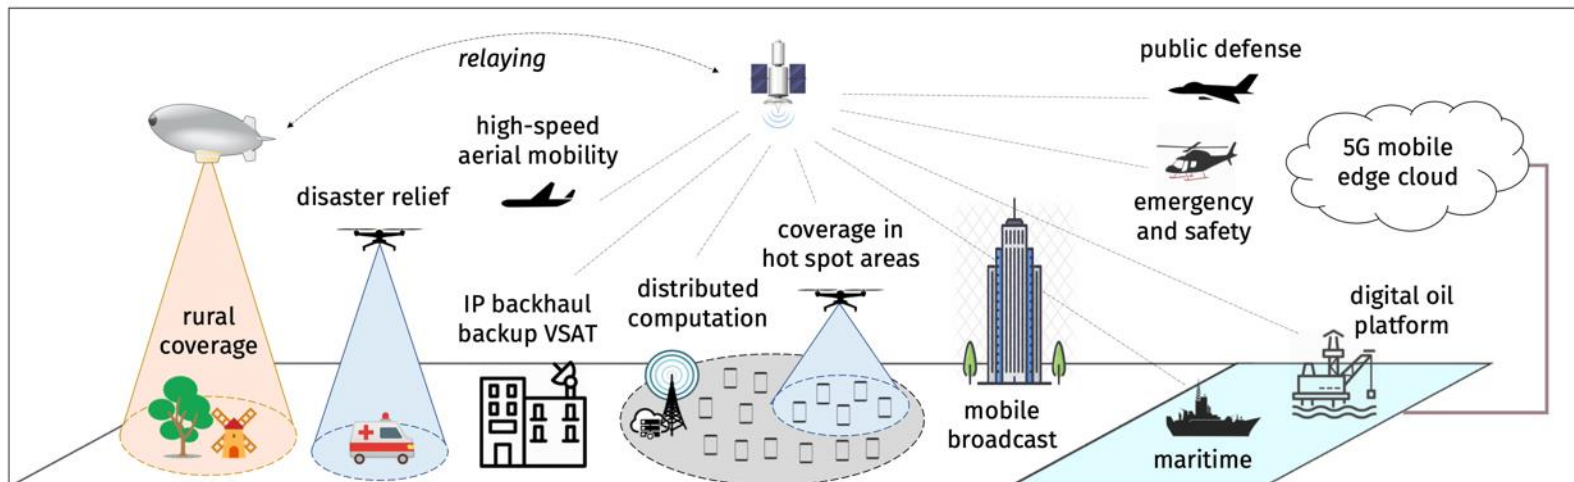 relaying
public defense
high-speed
aerial mobility
5G mobile
edge cloud
disaster relief
emergency
and safety
coverage in
hot spot areas
rural
coverage
IP backhaul
backup VSAT
distributed
computation
digital oil
platform
mobile
broadcast
maritime